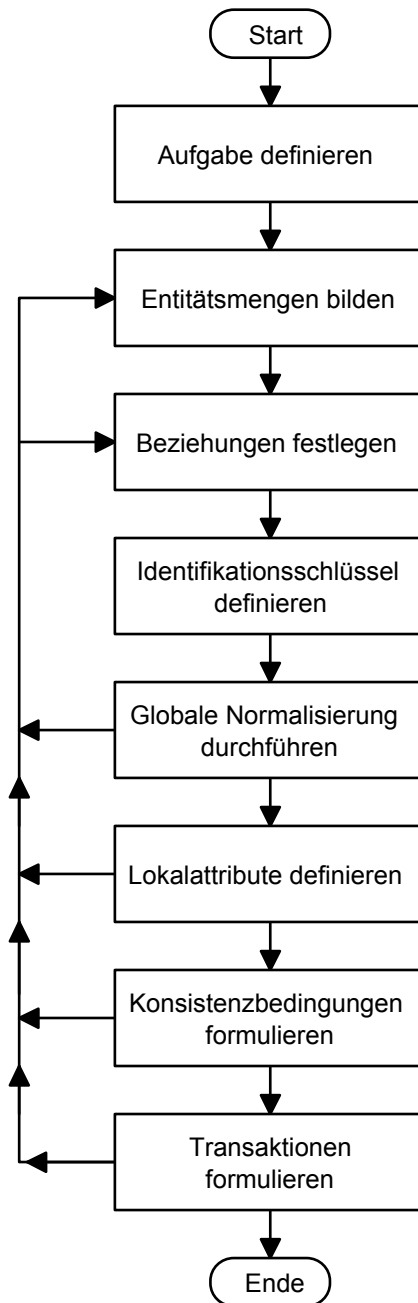 Start
Aufgabe definieren
Entitätsmengen bilden
Beziehungen festlegen
Identifikationsschlüssel
definieren
Globale Normalisierung
durchführen
Lokalattribute definieren
Konsistenzbedingungen
formulieren
Transaktionen
formulieren
Ende